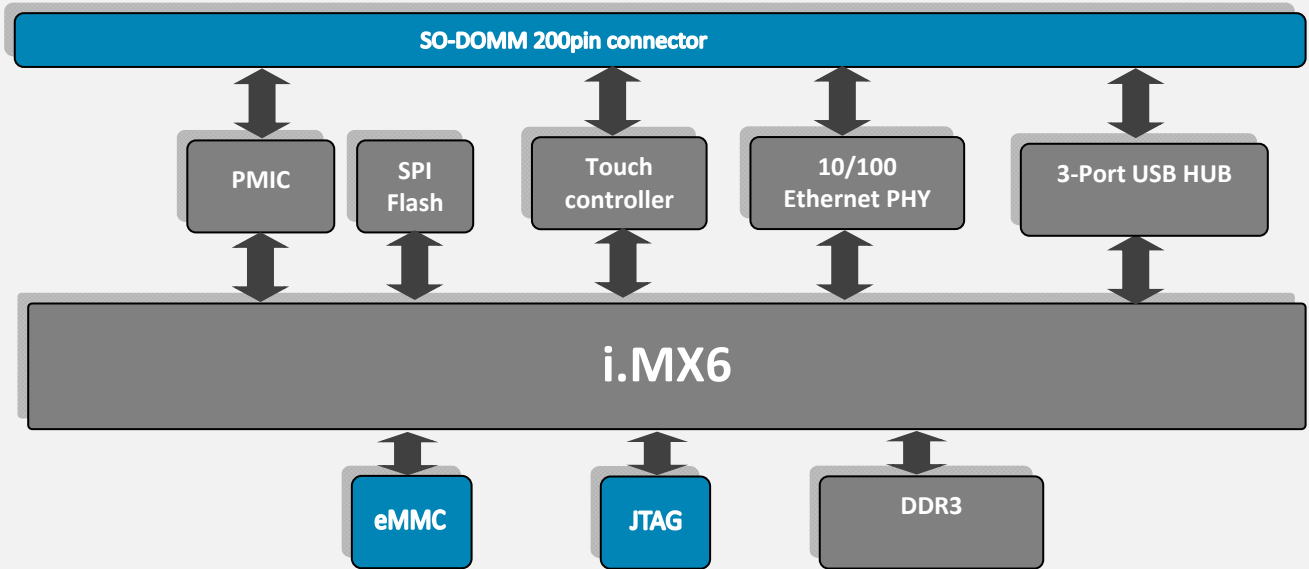 SO-DOMM 200pin connector
PMIC
SPI
Flash
Touch
controller
10/100
Ethernet PHY
3-Port USB HUB
i.MX6
eMMC
JTAG
DDR3